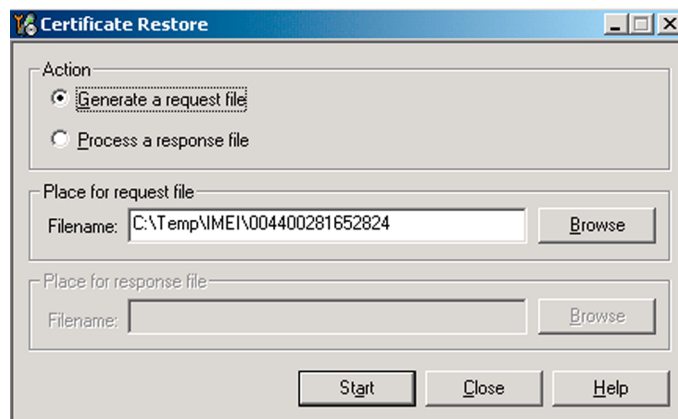 Certificate Restore
Action
Generate a request file
Process a response file
Place for request file
Filename: C:\Temp\IMEI\004400281652824 Browse
Place for response file
Filename: Browse
Start Close Help